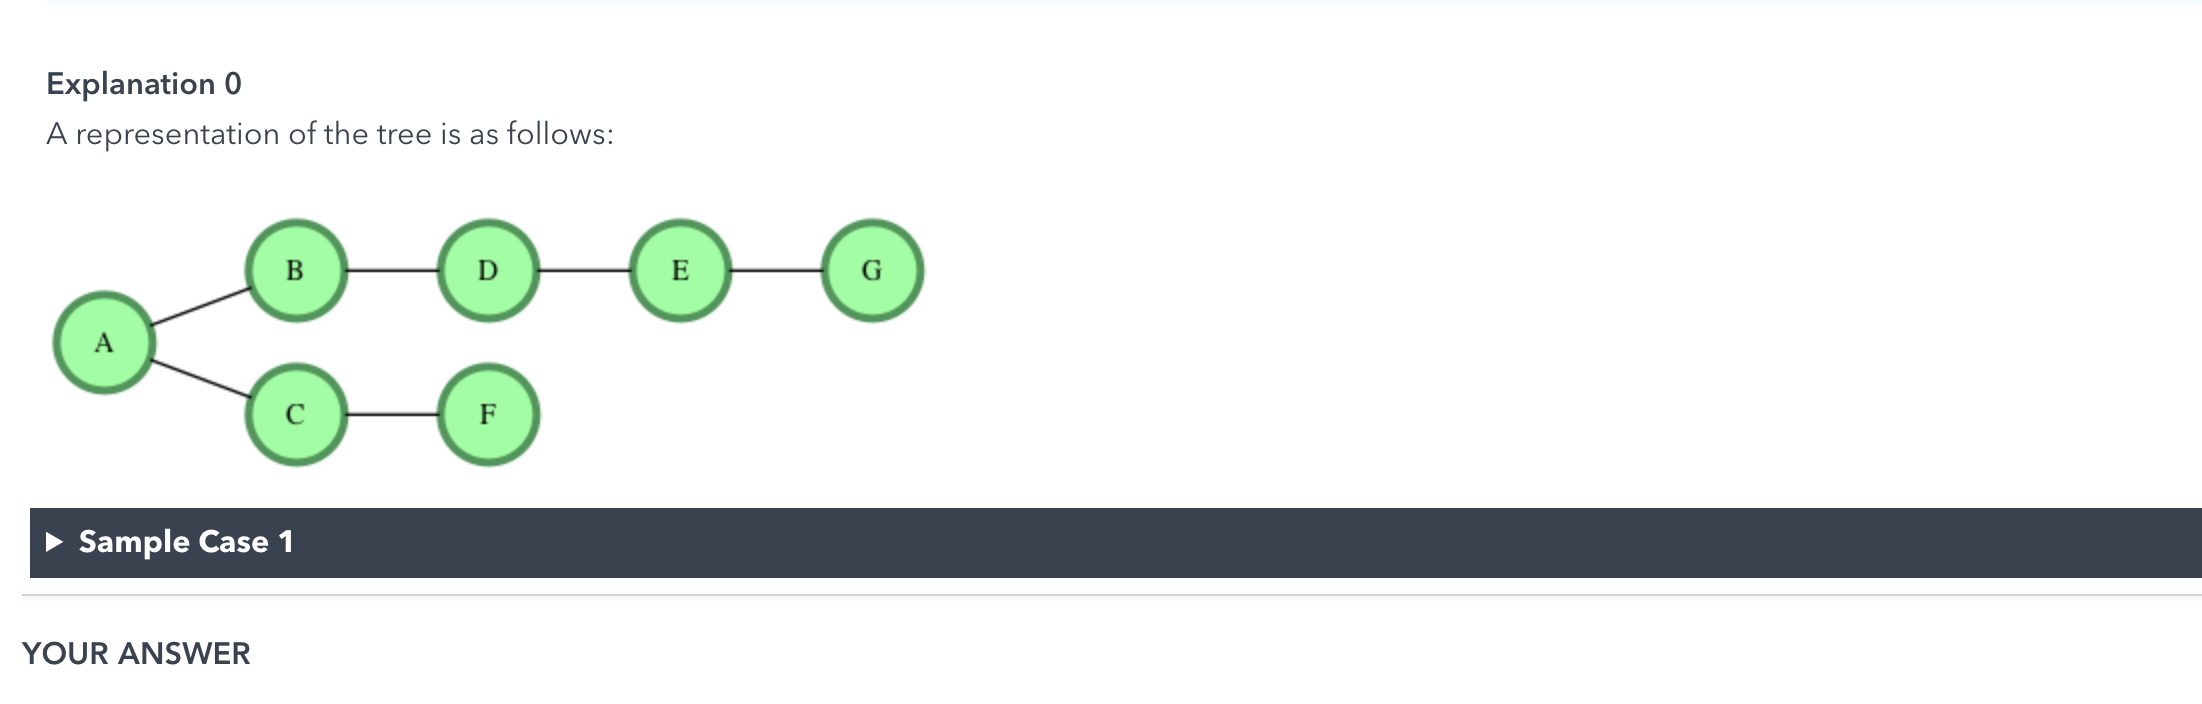 Explanation 0
A representation of the tree is as follows:
B
D
E
G
A
C
F
Sample Case 1
YOUR ANSWER